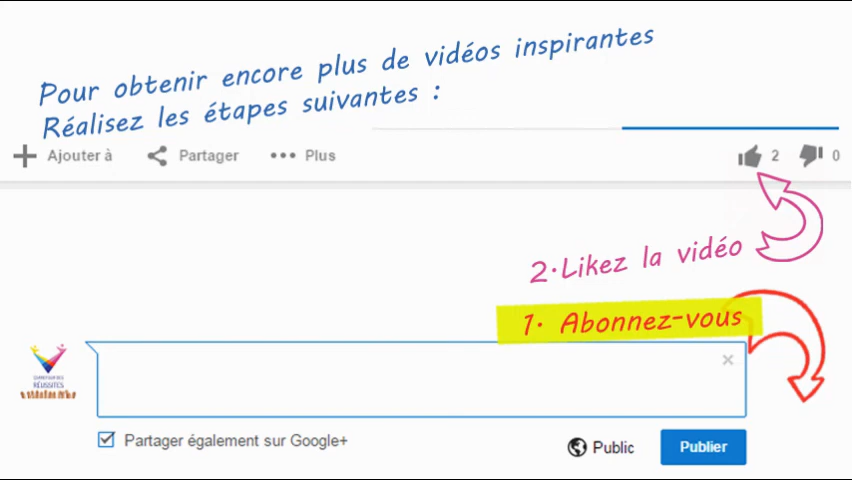 Pour obtenir encore plus de vidéos inspirantes
Réalisez les étapes suivantes :
Ajouter à Partager Plus 2 0
2.Likez la vidéo
1. Abonnez-vous
RÉUSSITES
Partager également sur Google+ Public Publier